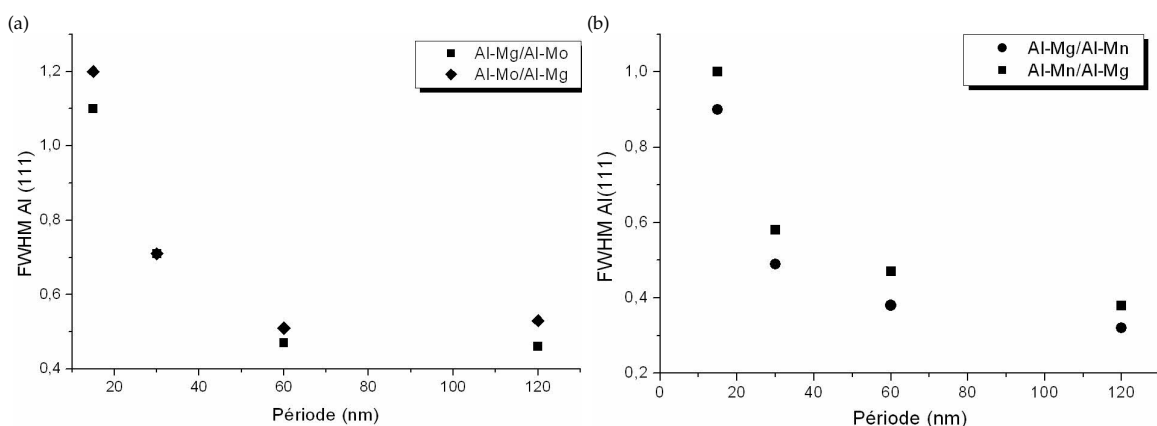 (a)
Al-Mg/Al-Mo
Al-Mo/Al-Mg
FWHM Al (111)
1,2
1,0
0,8
0,6
0,4
20 40 60 80 100 120
Période (nm)
(b)
Al-Mg/Al-Mn
Al-Mn/Al-Mg
FWHM Al(111)
1,0
0,8
0,6
0,4
0,2
0 20 40 60 80 100 120
Période (nm)